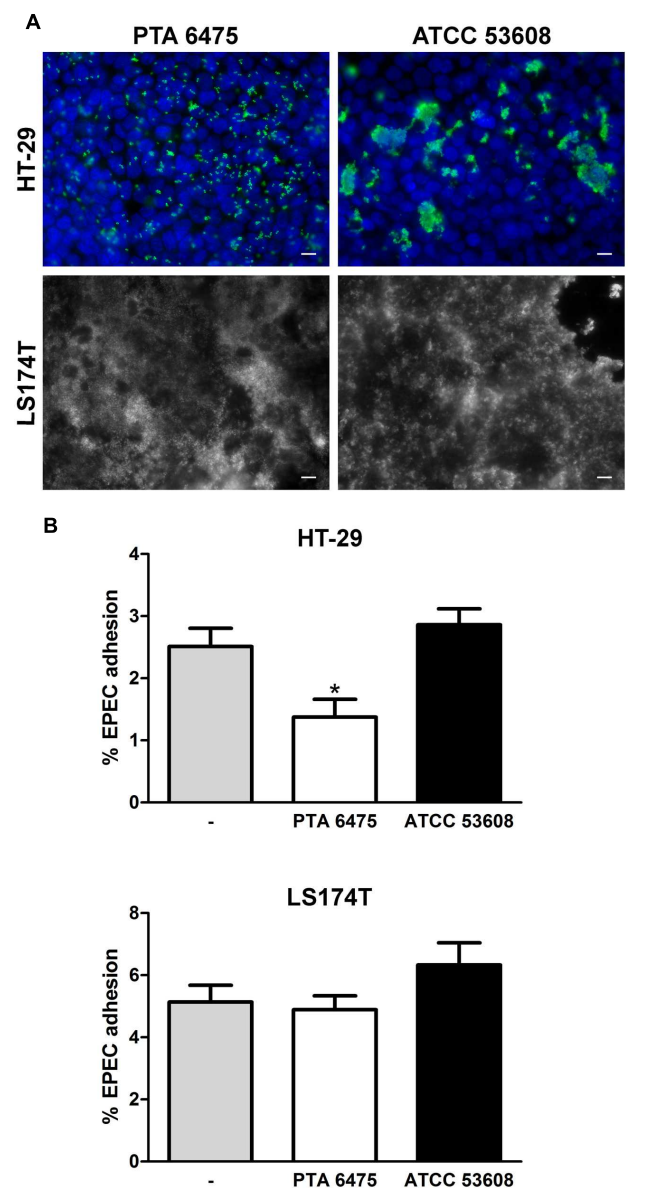 A
PTA 6475 ATCC 53608
HT-29
LS174T
B
HT-29
% EPEC adhesion
4
3
2
1
0
*
- PTA 6475 ATCC 53608
LS174T
% EPEC adhesion
8
6
4
2
0
- PTA 6475 ATCC 53608